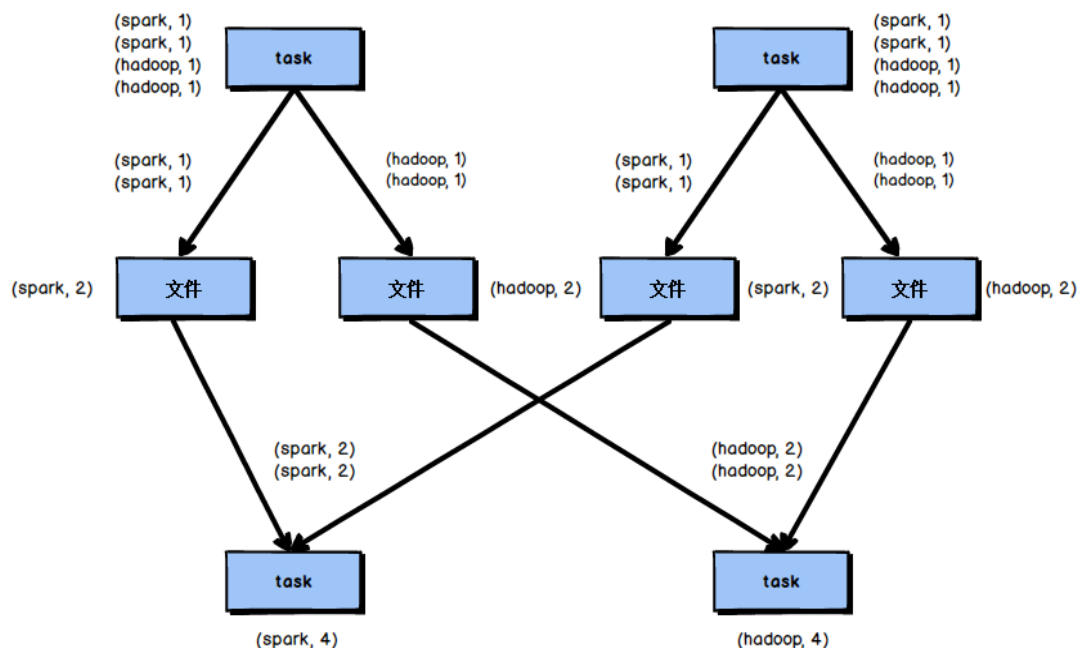 (spark, 1)
(spark, 1)
(hadoop, 1)
(hadoop, 1)
task
task
(spark, 1)
(spark, 1)
(hadoop, 1)
(hadoop, 1)
(spark, 1)
(spark, 1)
(hadoop, 1)
(hadoop, 1)
(spark, 1)
(spark, 1)
(hadoop, 1)
(hadoop, 1)
(spark, 2)
文件
文件
(hadoop, 2)
文件
(spark, 2)
文件
(hadoop, 2)
(spark, 2)
(spark, 2)
(hadoop, 2)
(hadoop, 2)
task
task
(spark, 4)
(hadoop, 4)